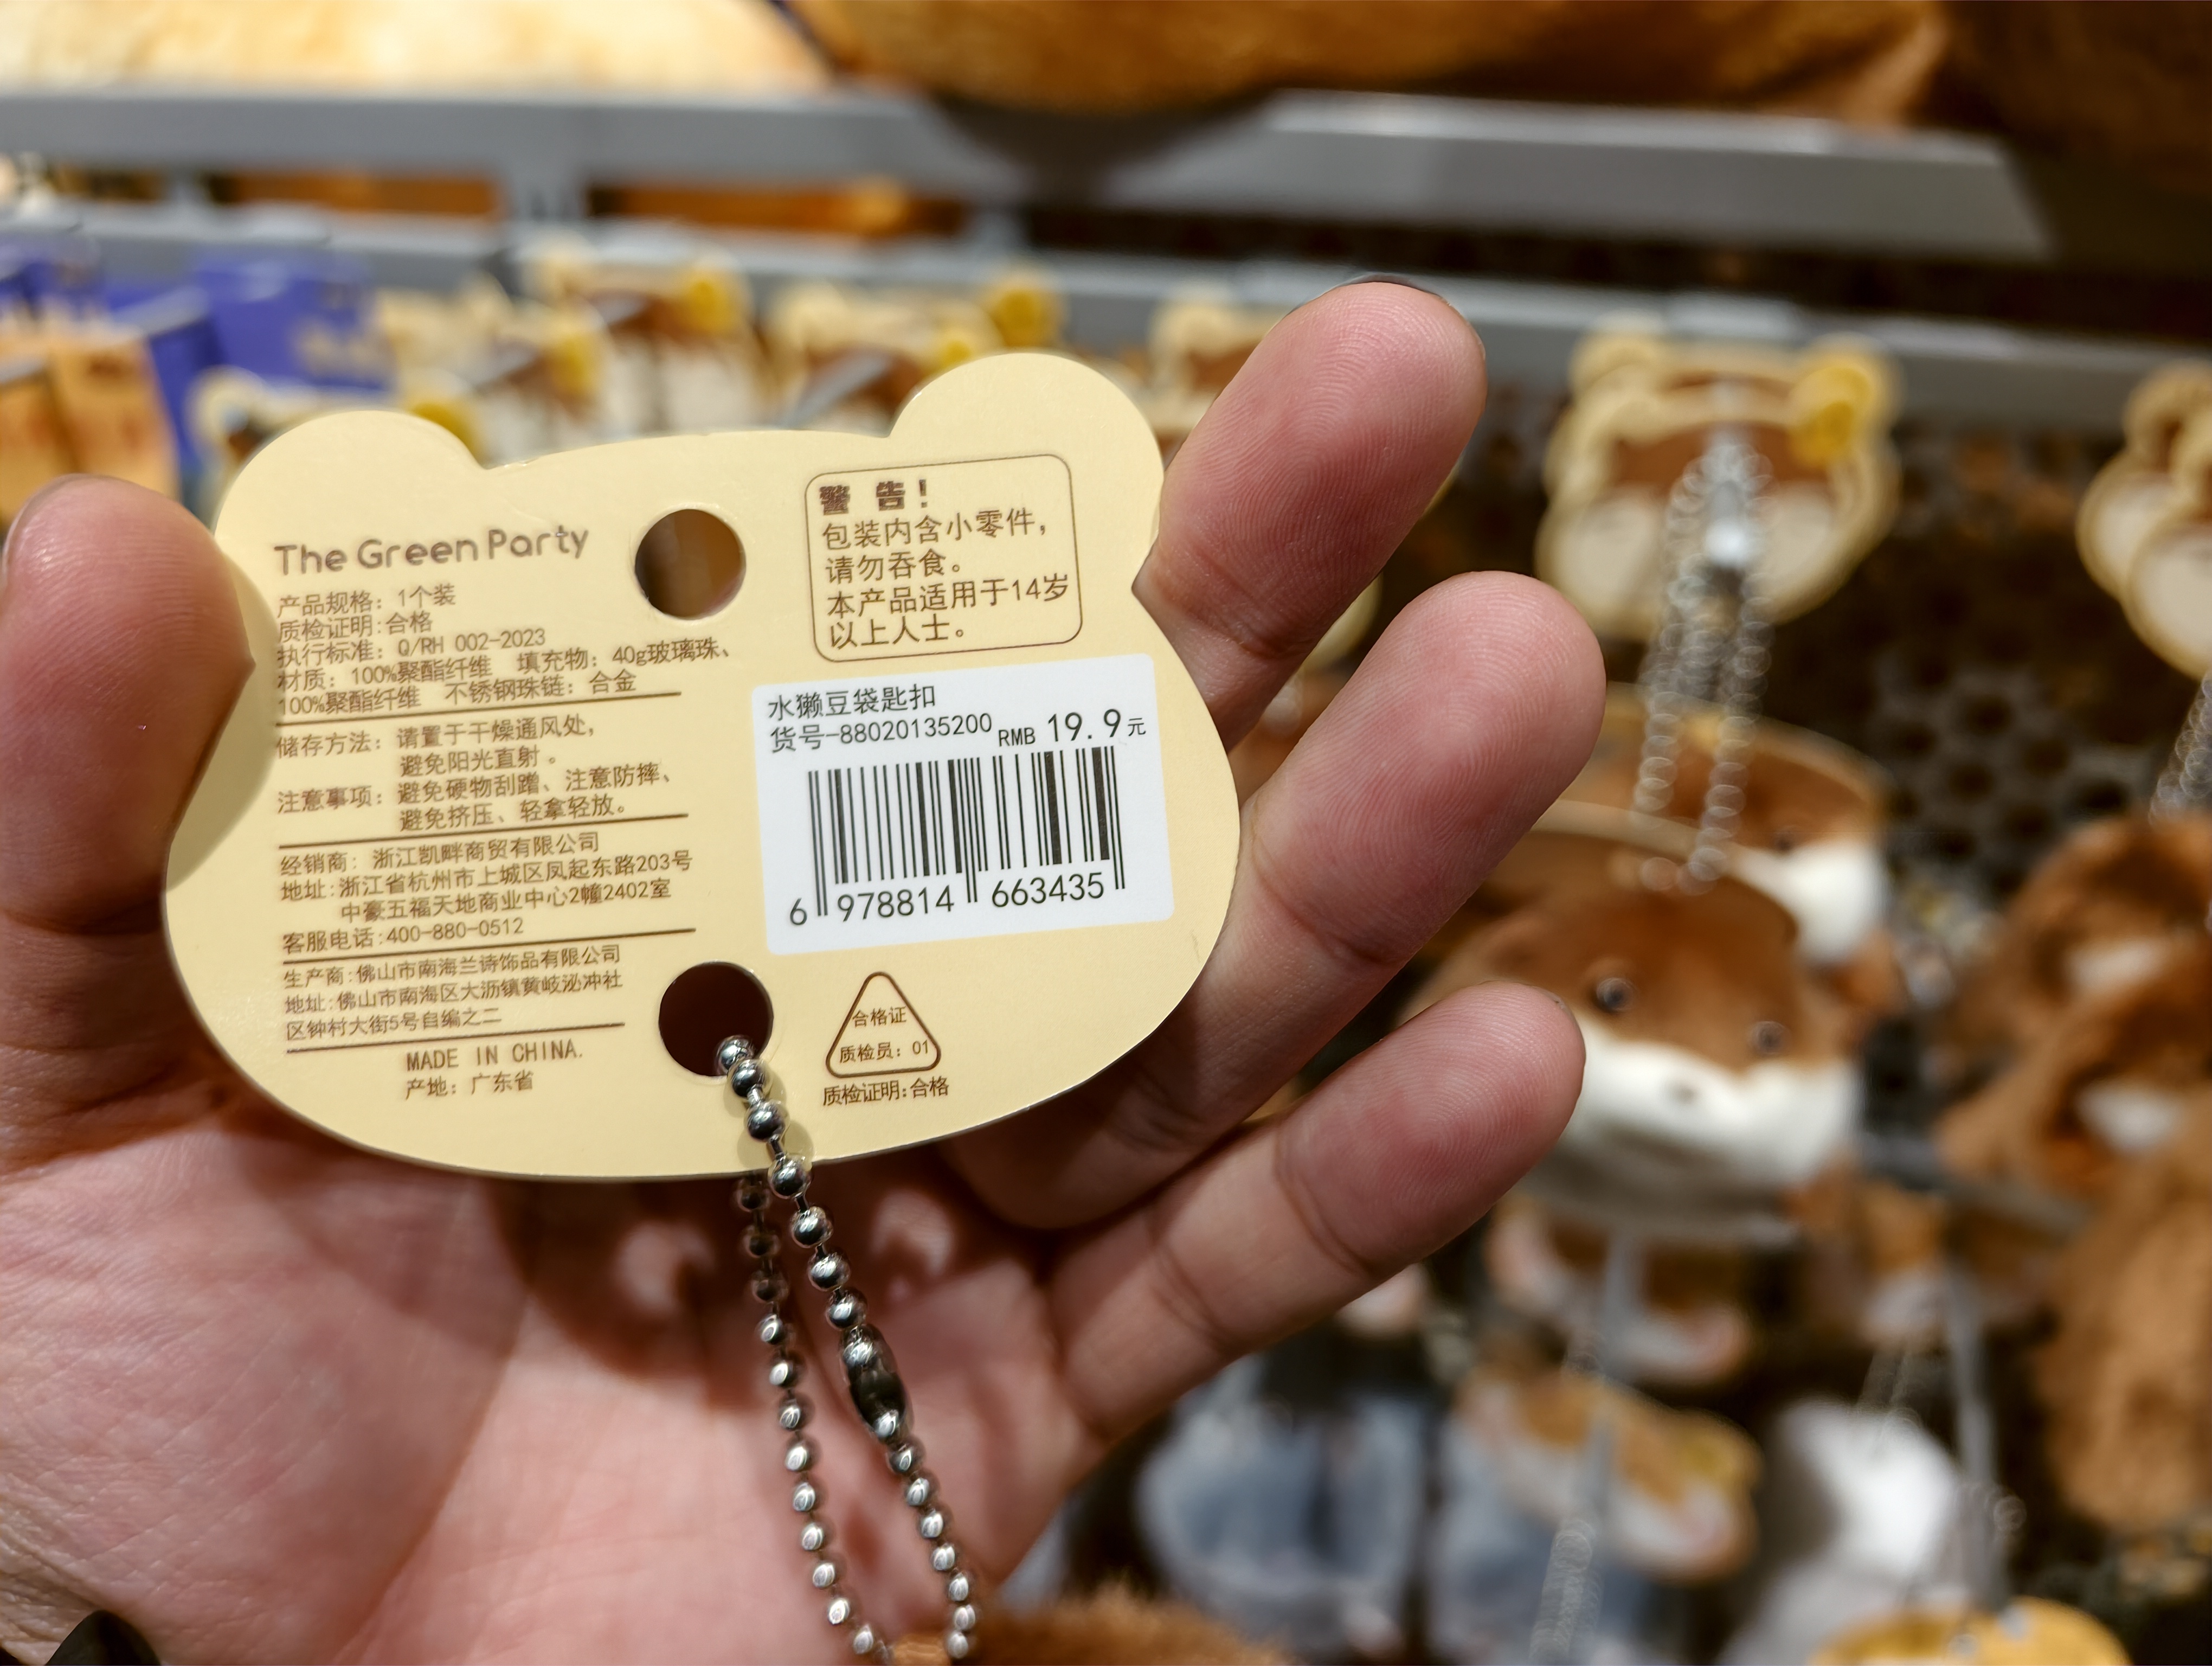 The Green Party
产品规格：1个装
质检证明：合格
执行标准：Q/RH 002-2023
材质：100%聚酯纤维 填充物：40g玻璃珠、
100%聚酯纤维 不锈钢珠链：合金
储存方法：请置于干燥通风处，
避免阳光直射。
注意事项：避免硬物刮蹭、注意防摔、
避免挤压、轻拿轻放。
经销商：浙江凯畔商贸有限公司
地址：浙江省杭州市上城区凤起东路203号
中豪五福天地商业中心2幢2402室
客服电话：400-880-0512
生产商：佛山市南海兰诗饰品有限公司
地址：佛山市南海区大沥镇黄岐泌冲社
区钟村大街5号自编之二
MADE IN CHINA.
产地：广东省
警 告！
包装内含小零件，
请勿吞食。
本产品适用于14岁
以上人士。
水獭豆袋匙扣
货号-88020135200 RMB 19.9元
6 978814 663435
合格证
质检员：01
质检证明：合格